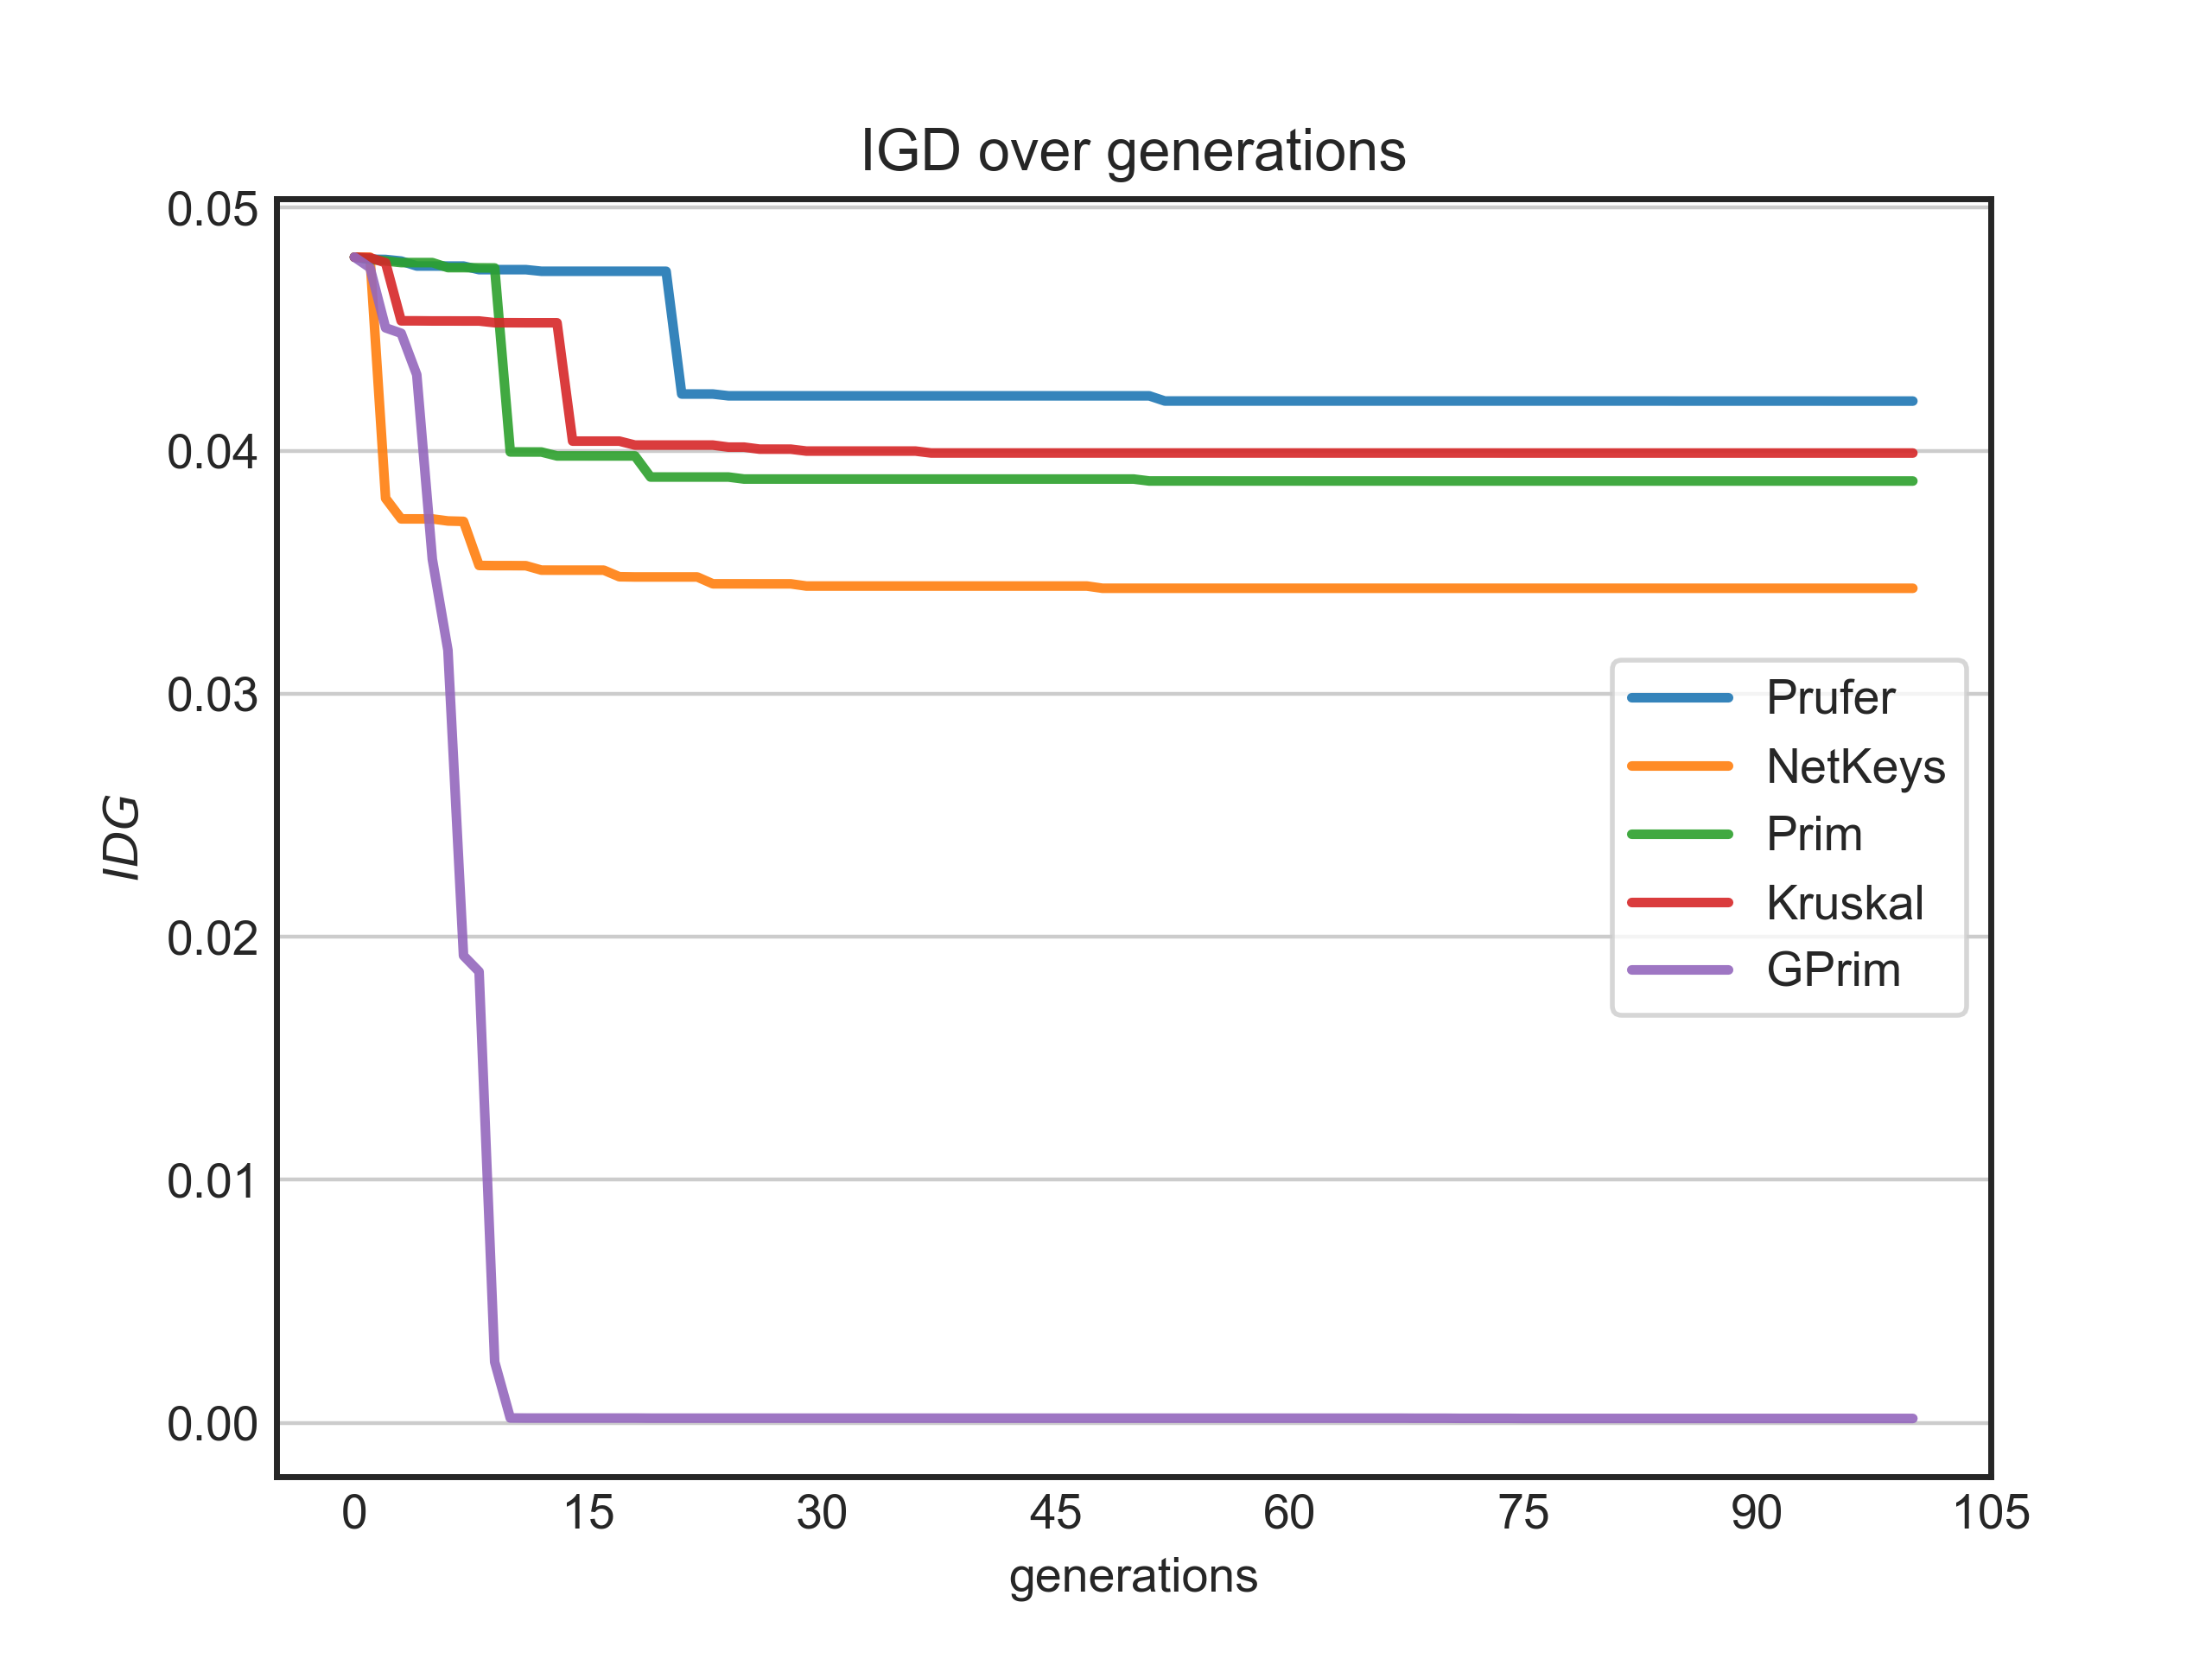 IGD over generations
0.05
0.04
0.03
0.02
0.01
0.00
IDG
Prufer
NetKeys
Prim
Kruskal
GPrim
0 15 30 45 60 75 90 105
generations